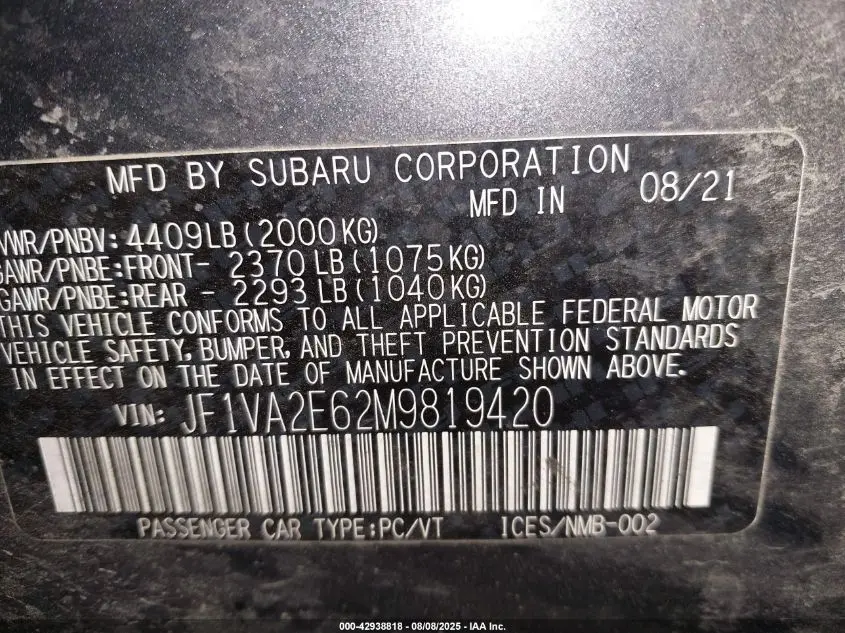 MFD BY SUBARU CORPORATION
MFD IN 08/21
VWR/PNBV: 4409LB (2000KG)
GAWR/PNBE:FRONT- 2370 LB (1075KG)
GAWR/PNBE:REAR - 2293 LB (1040KG)
THIS VEHICLE CONFORMS TO ALL APPLICABLE FEDERAL MOTOR
VEHICLE SAFETY, BUMPER, AND THEFT PREVENTION STANDARDS
IN EFFECT ON THE DATE OF MANUFACTURE SHOWN ABOVE.
VIN: JF1VA2E62M9819420
PASSENGER CAR TYPE:PC/VT ICES/NMB-002
000-42938818 - 08/08/2025 - IAA Inc.